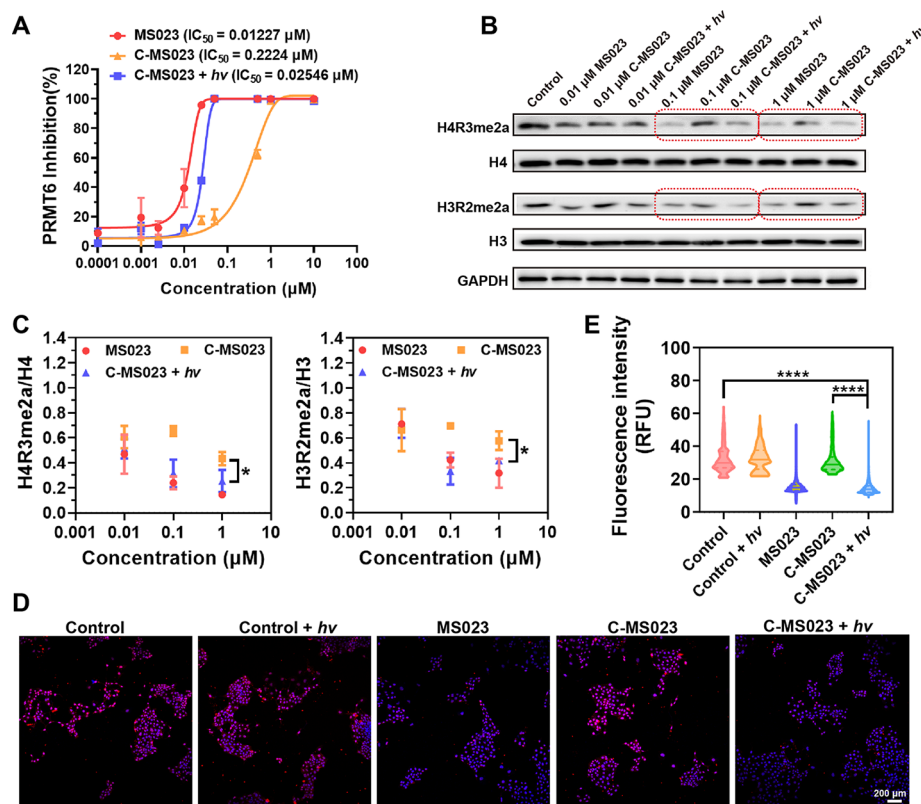 A
MS023 (IC50 = 0.01227 µM)
C-MS023 (IC50 = 0.2224 µM)
C-MS023 + hv (IC50 = 0.02546 µM)
PRMT6 Inhibition(%)
100
80
60
40
20
0
0.0001 0.001 0.01 0.1 1 10 100
Concentration (µM)
B
Control
0.01 µM MS023
0.01 µM C-MS023
0.01 µM C-MS023 + hv
0.1 µM MS023
0.1 µM C-MS023
0.1 µM C-MS023 + hv
1 µM MS023
1 µM C-MS023
1 µM C-MS023 + hv
H4R3me2a
H4
H3R2me2a
H3
GAPDH
C
H4R3me2a/H4
1.4
1.2
1.0
0.8
0.6
0.4
0.2
0.0
MS023 C-MS023
C-MS023 + hv
*
0.01 0.1 1 10
Concentration (µM)
H3R2me2a/H3
1.4
1.2
1.0
0.8
0.6
0.4
0.2
0.0
MS023 C-MS023
C-MS023 + hv
*
0.01 0.1 1 10
Concentration (µM)
E
Fluorescence intensity
(RFU)
100
80
60
40
20
0
****
****
Control
Control + hv
MS023
C-MS023
C-MS023 + hv
D
Control Control + hv MS023 C-MS023 C-MS023 + hv
200 µm